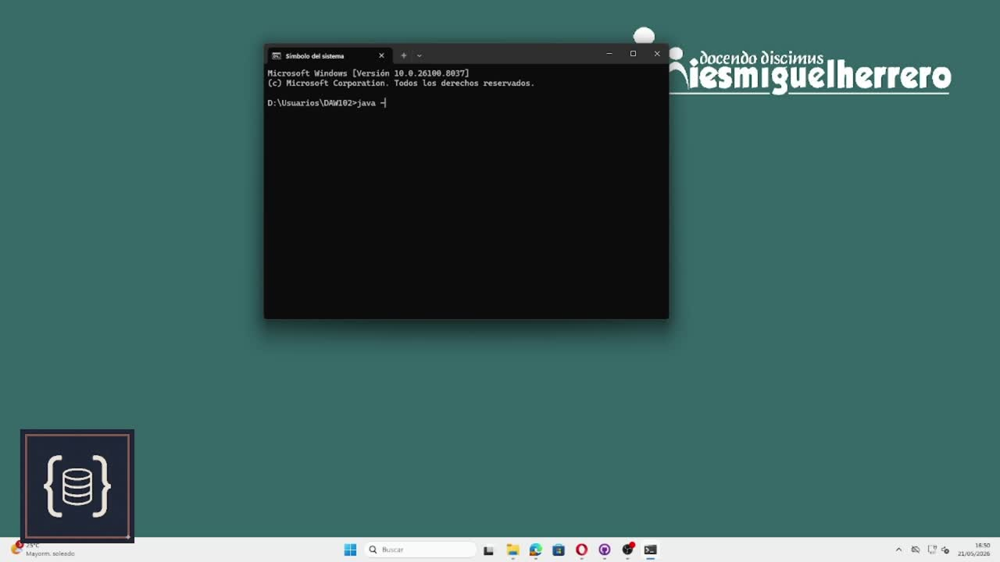 docendo discimus
iesmiguelherrero
Símbolo del sistema
Microsoft Windows [Versión 10.0.26100.8037]
(c) Microsoft Corporation. Todos los derechos reservados.
D:\Usuarios\DAW102>java -
3
25°C
Mayorm. soleado
Buscar
16:50
21/05/2026